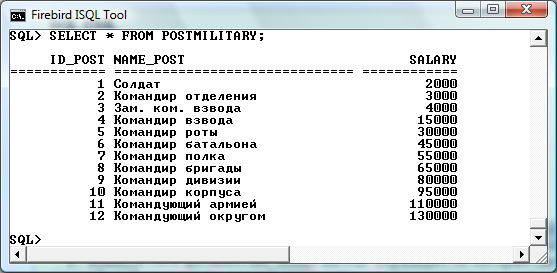 Firebird ISQL Tool
SQL> SELECT * FROM POSTMILITARY;
ID_POST NAME_POST SALARY
============ ============================== ============
1 Солдат 2000
2 Командир отделения 3000
3 Зам. ком. взвода 4000
4 Командир взвода 15000
5 Командир роты 30000
6 Командир батальона 45000
7 Командир полка 55000
8 Командир бригады 65000
9 Командир дивизии 80000
10 Командир корпуса 95000
11 Командующий армией 110000
12 Командующий округом 130000
SQL>